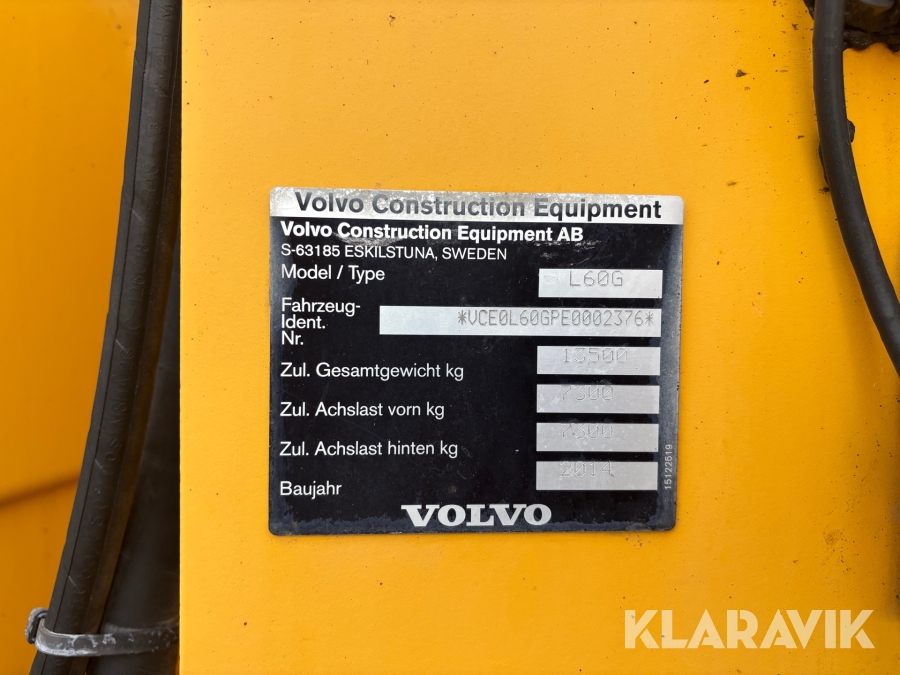 Volvo Construction Equipment
Volvo Construction Equipment AB
S-63185 ESKILSTUNA, SWEDEN
Model / Type L60G
Fahrzeug-
Ident. *VCE0L60GPE0002376*
Nr.
Zul. Gesamtgewicht kg 13500
Zul. Achslast vorn kg 7300
Zul. Achslast hinten kg
Baujahr 2014
15122519
VOLVO
KLARAVIK